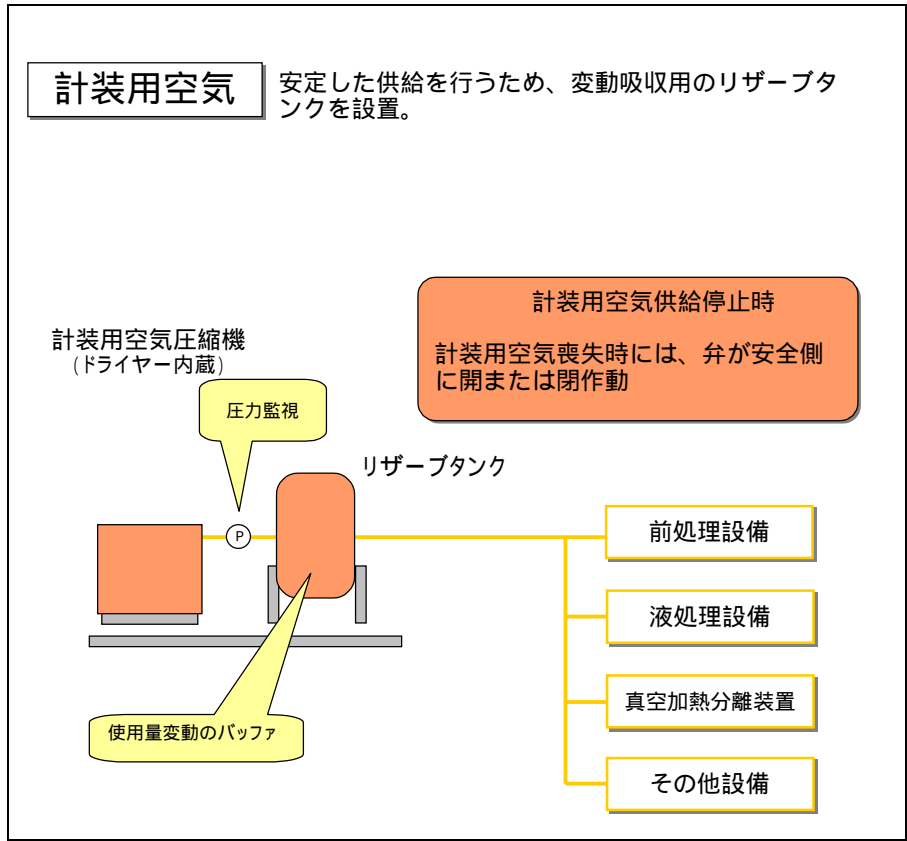 計装用空気
安定した供給を行うため、変動吸収用のリザーブタ
ンクを設置。
計装用空気供給停止時
計装用空気喪失時には、弁が安全側
に開または閉作動
計装用空気圧縮機
(ドライヤー内蔵)
圧力監視
リザーブタンク
P
前処理設備
液処理設備
真空加熱分離装置
使用量変動のバッファ
その他設備